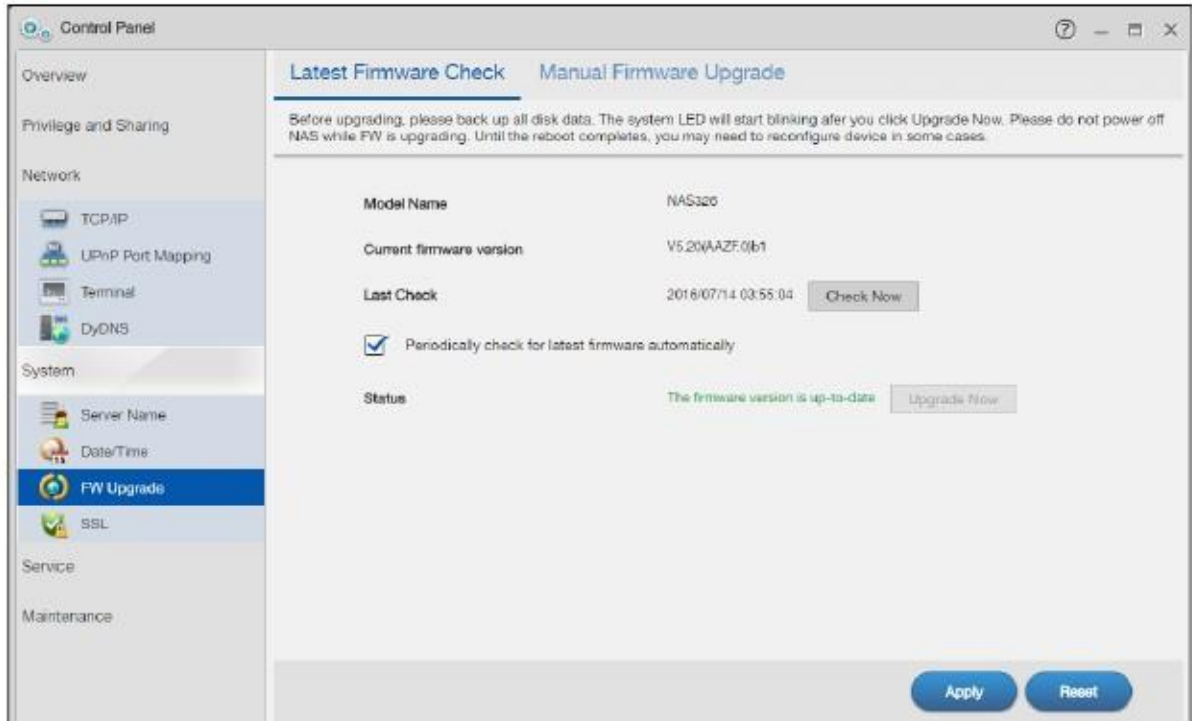 Control Panel
Overview
Privilege and Sharing
Network
TCP/IP
UPnP Port Mapping
Terminal
DyDNS
System
Server Name
Date/Time
FW Upgrade
SSL
Service
Maintenance
Latest Firmware Check
Manual Firmware Upgrade
Before upgrading, please back up all disk data. The system LED will start blinking afer you click Upgrade Now. Please do not power off
NAS while FW is upgrading. Until the reboot completes, you may need to reconfigure device in some cases.
Model Name NAS326
Current firmware version V5.20(AAZF.0)b1
Last Check 2016/07/14 03:55:04 Check Now
Periodically check for latest firmware automatically
Status The firmware version is up-to-date Upgrade Now
Apply Reset